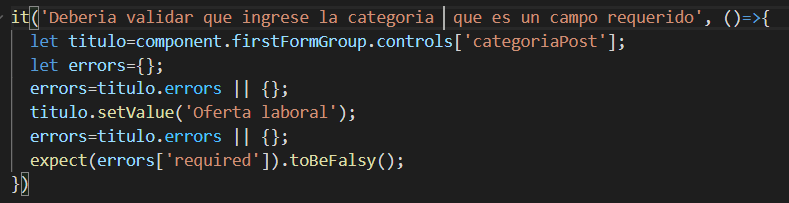 it('Deberia validar que ingrese la categoria  que es un campo requerido', ()=>{
  let titulo=component.firstFormGroup.controls['categoriaPost'];
  let errors={};
  errors=titulo.errors || {};
  titulo.setValue('Oferta laboral');
  errors=titulo.errors || {};
  expect(errors['required']).toBeFalsy();
})